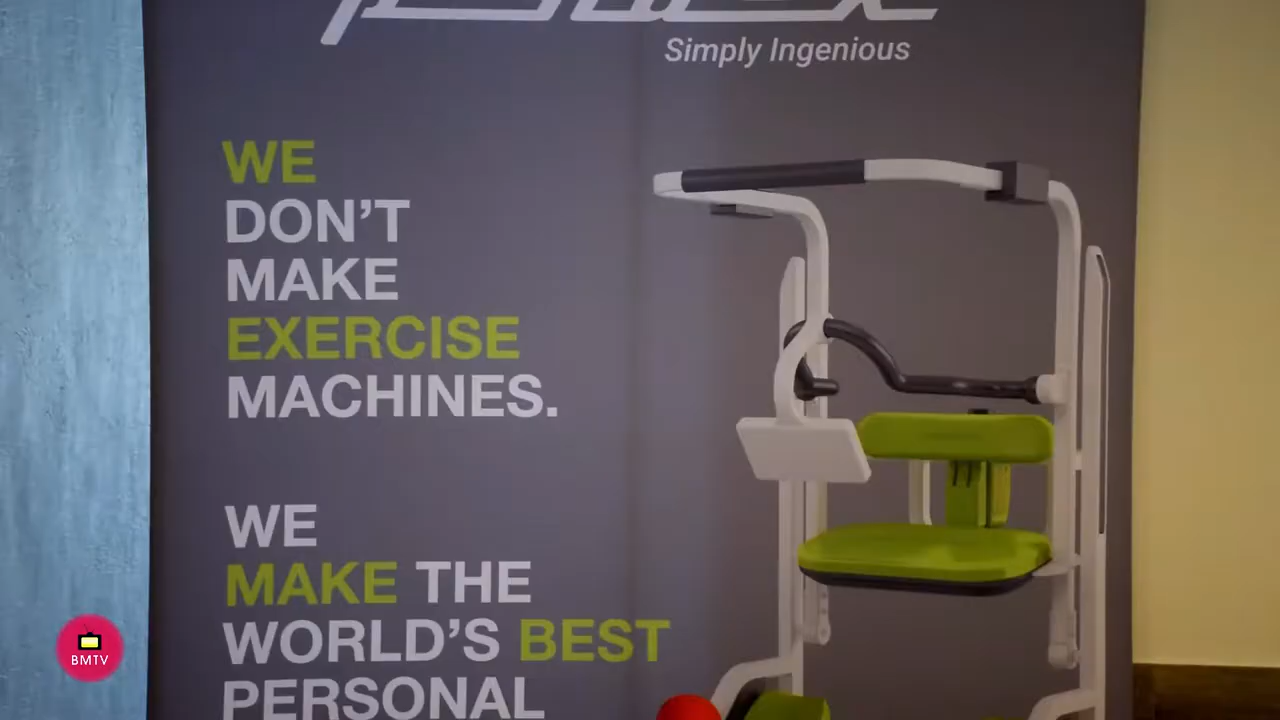 Simply Ingenious
WE
DON'T
MAKE
EXERCISE
MACHINES.
WE
MAKE THE
WORLD'S BEST
PERSONAL
BMTV